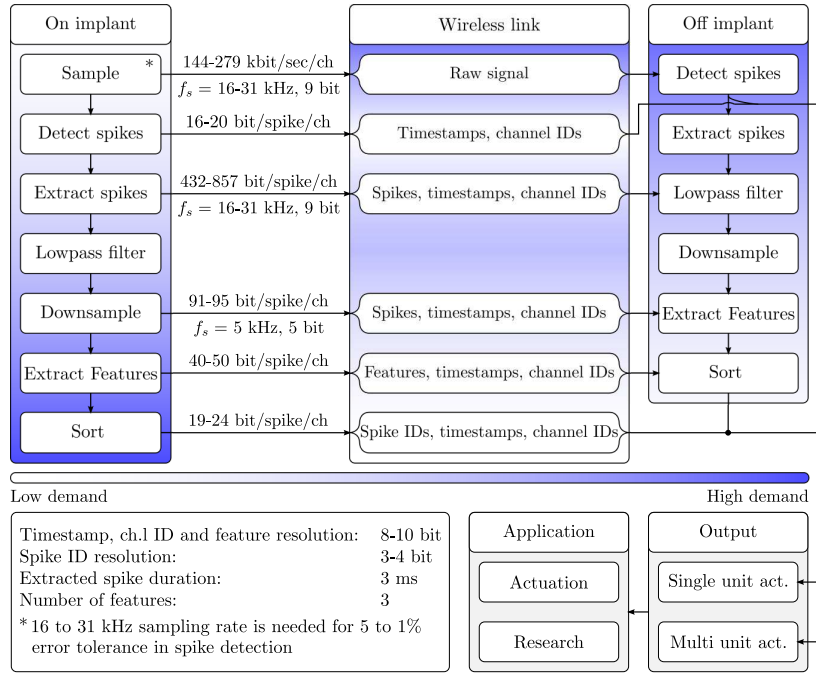 On implant
Wireless link
Off implant
Sample *
144-279 kbit/sec/ch
f_s = 16-31 kHz, 9 bit
Raw signal
Detect spikes
Detect spikes
16-20 bit/spike/ch
Timestamps, channel IDs
Extract spikes
Extract spikes
432-857 bit/spike/ch
f_s = 16-31 kHz, 9 bit
Spikes, timestamps, channel IDs
Lowpass filter
Lowpass filter
Downsample
Downsample
91-95 bit/spike/ch
f_s = 5 kHz, 5 bit
Spikes, timestamps, channel IDs
Extract Features
Extract Features
40-50 bit/spike/ch
Features, timestamps, channel IDs
Sort
Sort
19-24 bit/spike/ch
Spike IDs, timestamps, channel IDs
Low demand
High demand
Timestamp, ch.l ID and feature resolution: 8-10 bit
Spike ID resolution: 3-4 bit
Extracted spike duration: 3 ms
Number of features: 3
* 16 to 31 kHz sampling rate is needed for 5 to 1%
error tolerance in spike detection
Application
Actuation
Research
Output
Single unit act.
Multi unit act.